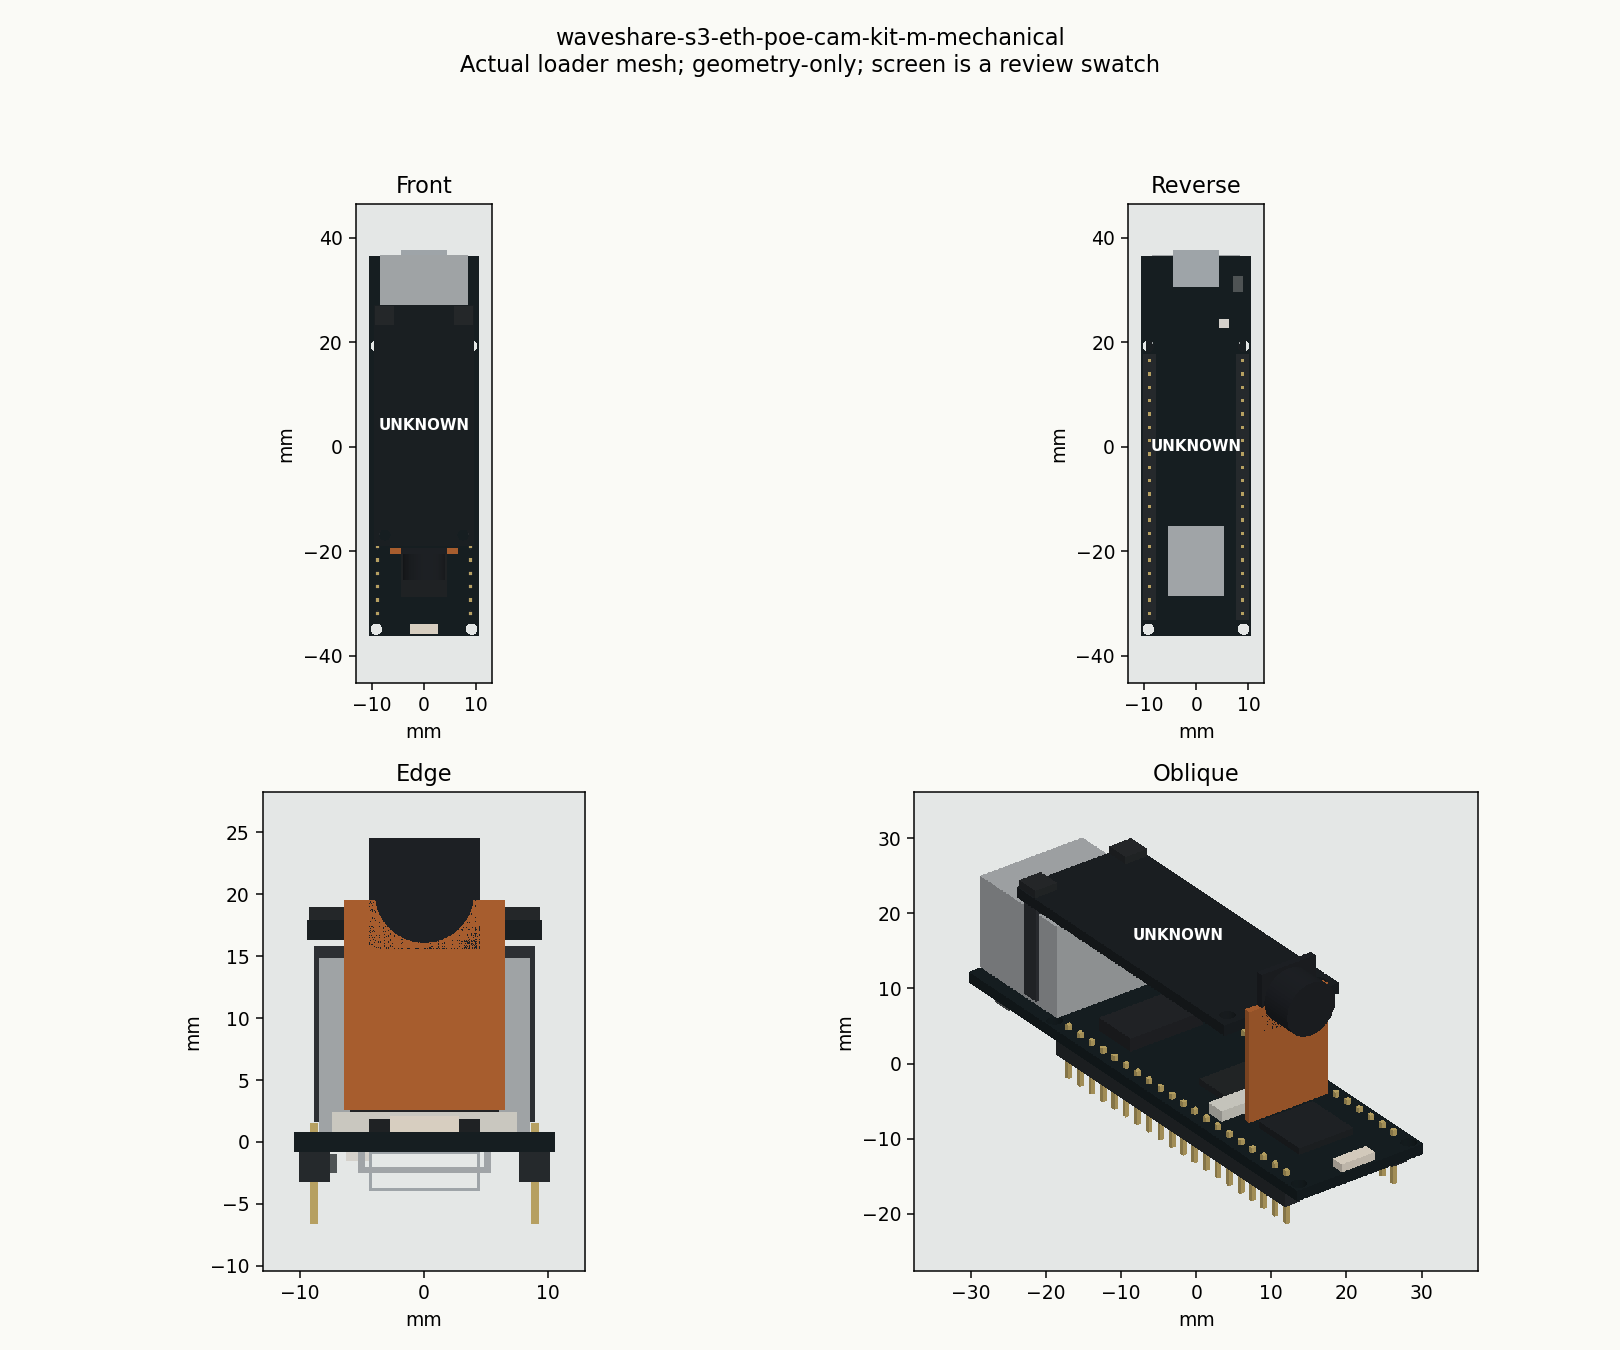 waveshare-s3-eth-poe-cam-kit-m-mechanical
Actual loader mesh; geometry-only; screen is a review swatch
Front
40
20
0
−20
−40
mm
UNKNOWN
−10 0 10
mm
Reverse
40
20
0
−20
−40
mm
UNKNOWN
−10 0 10
mm
Edge
25
20
15
10
5
0
−5
−10
mm
−10 0 10
mm
Oblique
30
20
10
0
−10
−20
mm
UNKNOWN
−30 −20 −10 0 10 20 30
mm